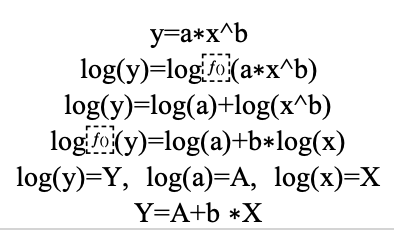 y=a*x^b
log(y)=log f()(a*x^b)
log(y)=log(a)+log(x^b)
log f()(y)=log(a)+b*log(x)
log(y)=Y, log(a)=A, log(x)=X
Y=A+b *X